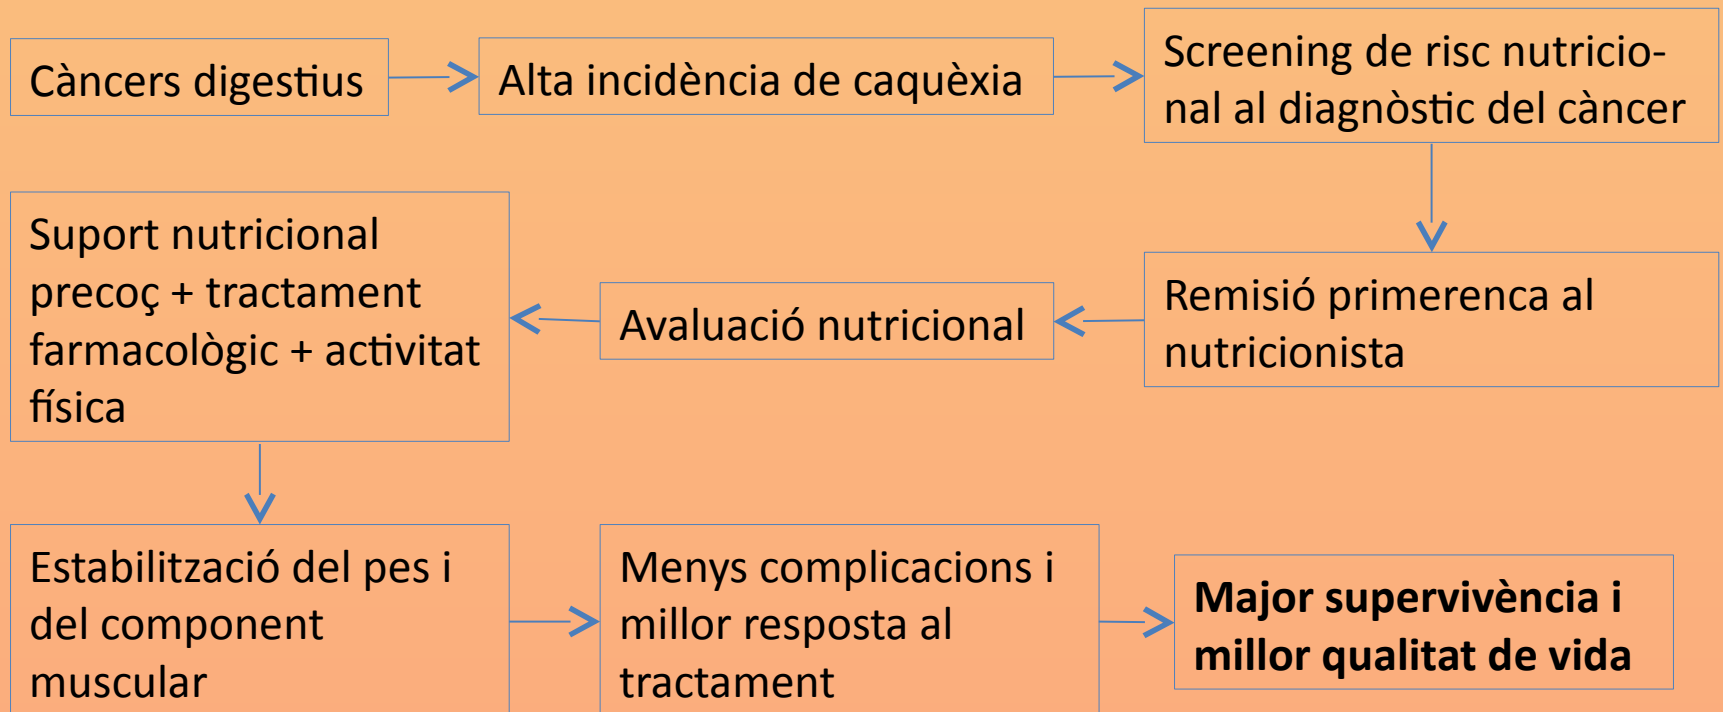 Càncers digestius
Alta incidència de caquèxia
Screening de risc nutricio-
nal al diagnòstic del càncer
Remisió primerenca al
nutricionista
Avaluació nutricional
Suport nutricional
precoç + tractament
farmacològic + activitat
física
Estabilització del pes i
del component
muscular
Menys complicacions i
millor resposta al
tractament
Major supervivència i
millor qualitat de vida